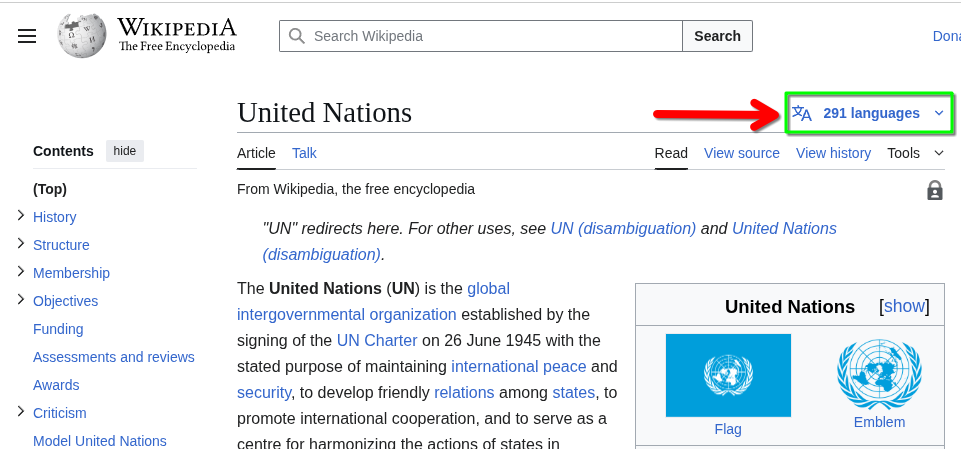 WIKIPEDIA
The Free Encyclopedia
Search Wikipedia
Search
United Nations
291 languages
Contents
hide
Article
Talk
Read
View source
View history
Tools
(Top)
History
Structure
Membership
Objectives
Funding
Assessments and reviews
Awards
Criticism
Model United Nations
From Wikipedia, the free encyclopedia
"UN" redirects here. For other uses, see UN (disambiguation) and United Nations
(disambiguation).
The United Nations (UN) is the global
intergovernmental organization established by the
signing of the UN Charter on 26 June 1945 with the
stated purpose of maintaining international peace and
security, to develop friendly relations among states, to
promote international cooperation, and to serve as a
centre for harmonizing the actions of states in
United Nations [show]
Flag
Emblem